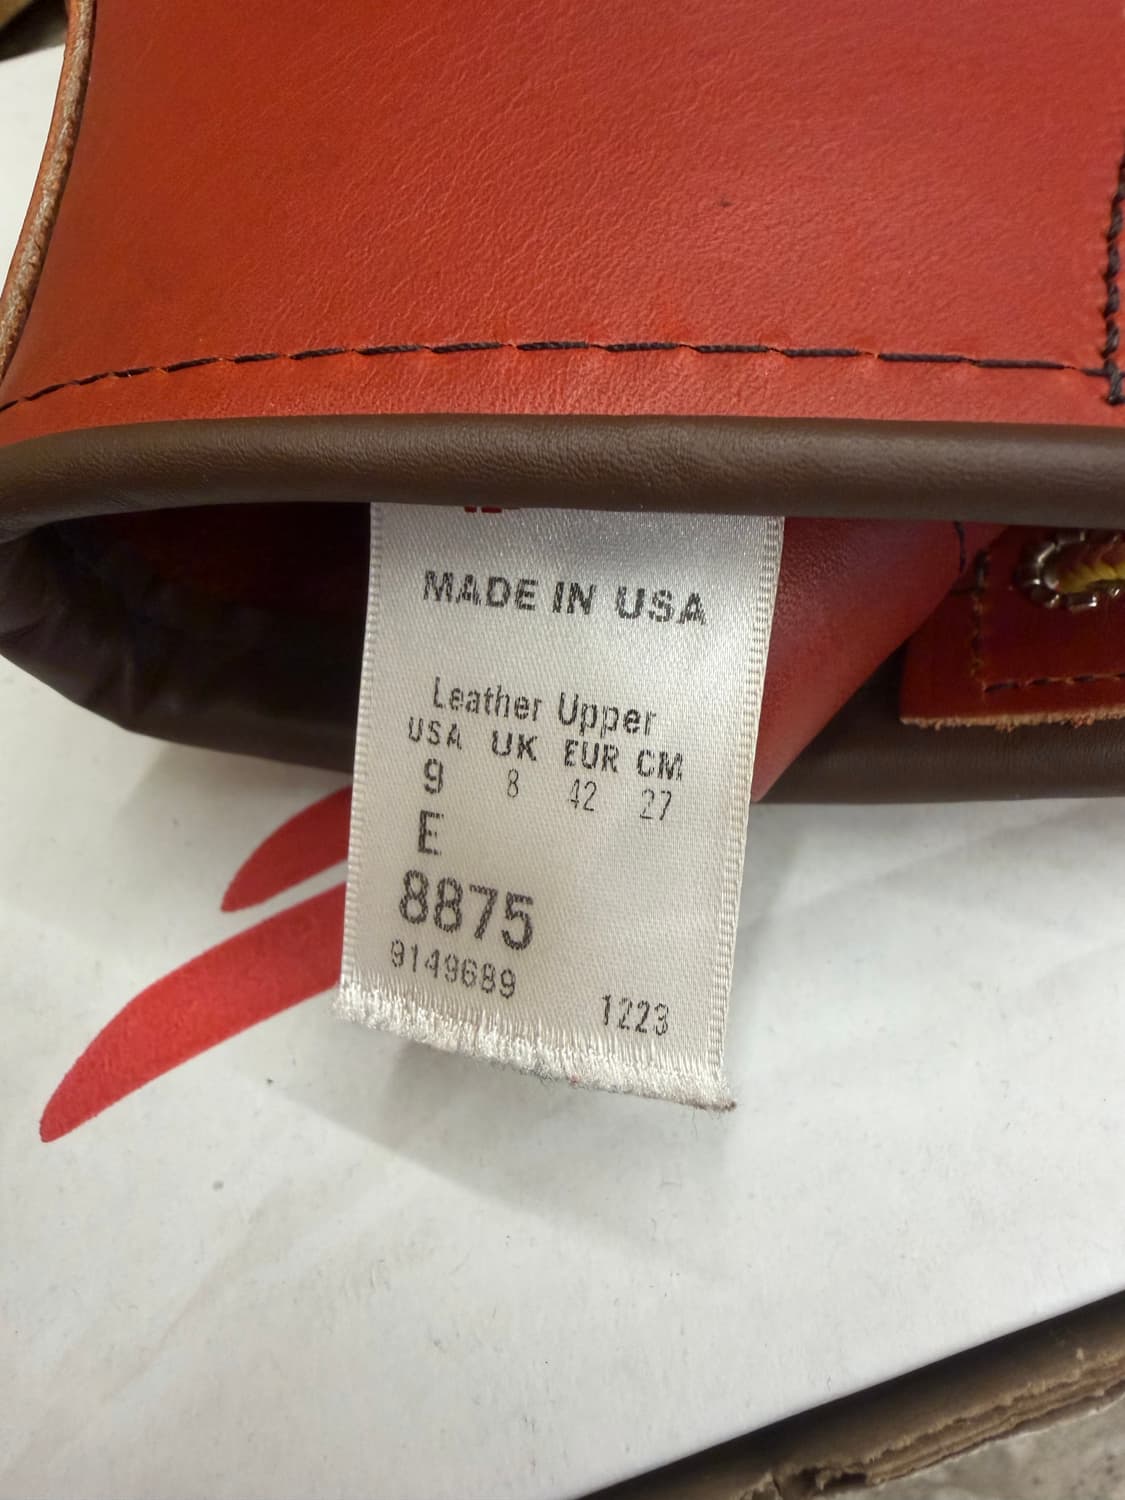 MADE IN USA
Leather Upper
USA UK EUR CM
9 8 42 27
E
8875
9149689
1223